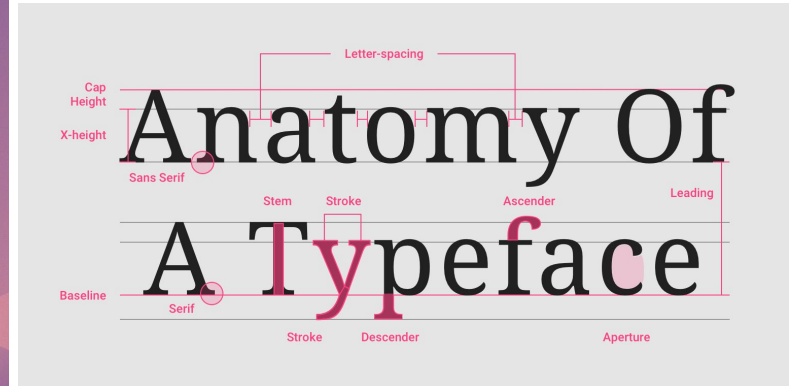 Letter-spacing
Cap
Height
X-height
Anatomy Of
Sans Serif
Leading
Stem
Stroke
Ascender
A Typeface
Baseline
Serif
Stroke
Descender
Aperture